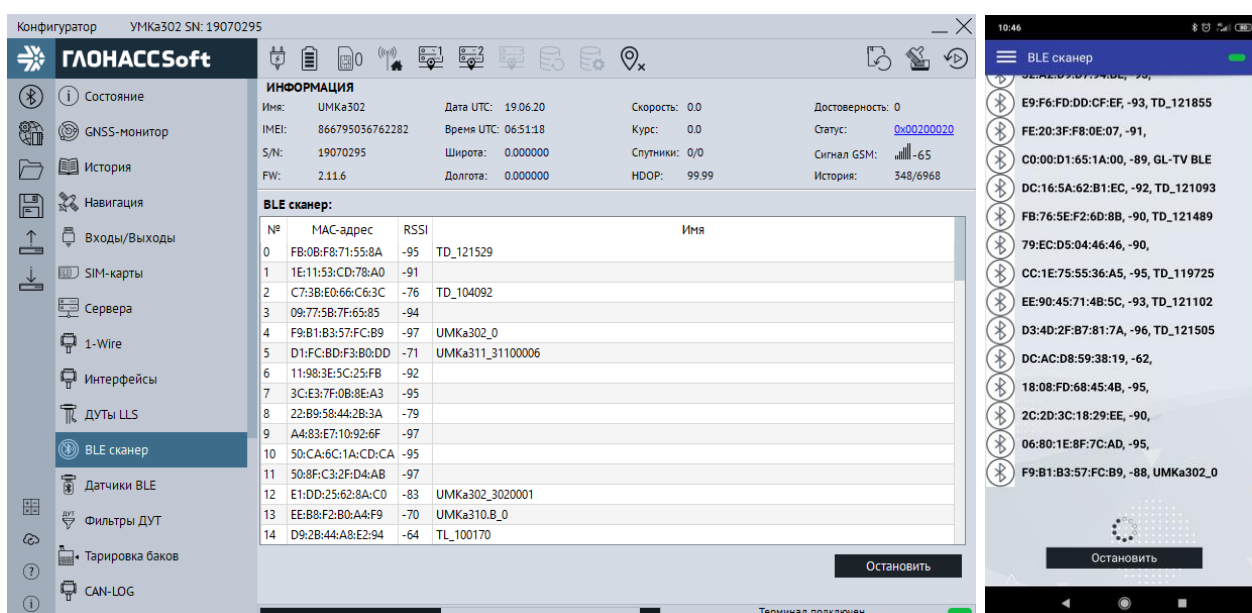 Конфигуратор УМКа302 SN: 19070295
ГЛОНАССSoft
0
Состояние
GNSS-монитор
История
Навигация
Входы/Выходы
SIM-карты
Сервера
1-Wire
Интерфейсы
ДУТы LLS
BLE сканер
Датчики BLE
Фильтры ДУТ
Тарировка баков
CAN-LOG
ИНФОРМАЦИЯ
Имя: UMKa302 Дата UTC: 19.06.20 Скорость: 0.0 Достоверность: 0
IMEI: 866795036762282 Время UTC: 06:51:18 Курс: 0.0 Статус: 0x00200020
S/N: 19070295 Широта: 0.000000 Спутники: 0/0 Сигнал GSM: -65
FW: 2.11.6 Долгота: 0.000000 HDOP: 99.99 История: 348/6968
BLE сканер:
№ MAC-адрес RSSI Имя
0 FB:0B:F8:71:55:8A -95 TD_121529
1 1E:11:53:CD:78:A0 -91
2 C7:3B:E0:66:C6:3C -76 TD_104092
3 09:77:5B:7F:65:85 -94
4 F9:B1:B3:57:FC:B9 -97 UMKa302_0
5 D1:FC:BD:F3:B0:DD -71 UMKa311_31100006
6 11:98:3E:5C:25:FB -92
7 3C:E3:7F:0B:8E:A3 -95
8 22:B9:58:44:2B:3A -79
9 A4:83:E7:10:92:6F -97
10 50:CA:6C:1A:CD:CA -95
11 50:8F:C3:2F:D4:AB -97
12 E1:DD:25:62:8A:C0 -83 UMKa302_3020001
13 EE:B8:F2:B0:A4:F9 -70 UMKa310.B_0
14 D9:2B:44:A8:E2:94 -64 TL_100170
Остановить
Терминал подключен
10:46
BLE сканер
E9:F6:FD:DD:CF:EF, -93, TD_121855
FE:20:3F:F8:0E:07, -91,
C0:00:D1:65:1A:00, -89, GL-TV BLE
DC:16:5A:62:B1:EC, -92, TD_121093
FB:76:5E:F2:6D:8B, -90, TD_121489
79:EC:D5:04:46:46, -90,
CC:1E:75:55:36:A5, -95, TD_119725
EE:90:45:71:4B:5C, -93, TD_121102
D3:4D:2F:B7:81:7A, -96, TD_121505
DC:AC:D8:59:38:19, -62,
18:08:FD:68:45:4B, -95,
2C:2D:3C:18:29:EE, -90,
06:80:1E:8F:7C:AD, -95,
F9:B1:B3:57:FC:B9, -88, UMKa302_0
Остановить